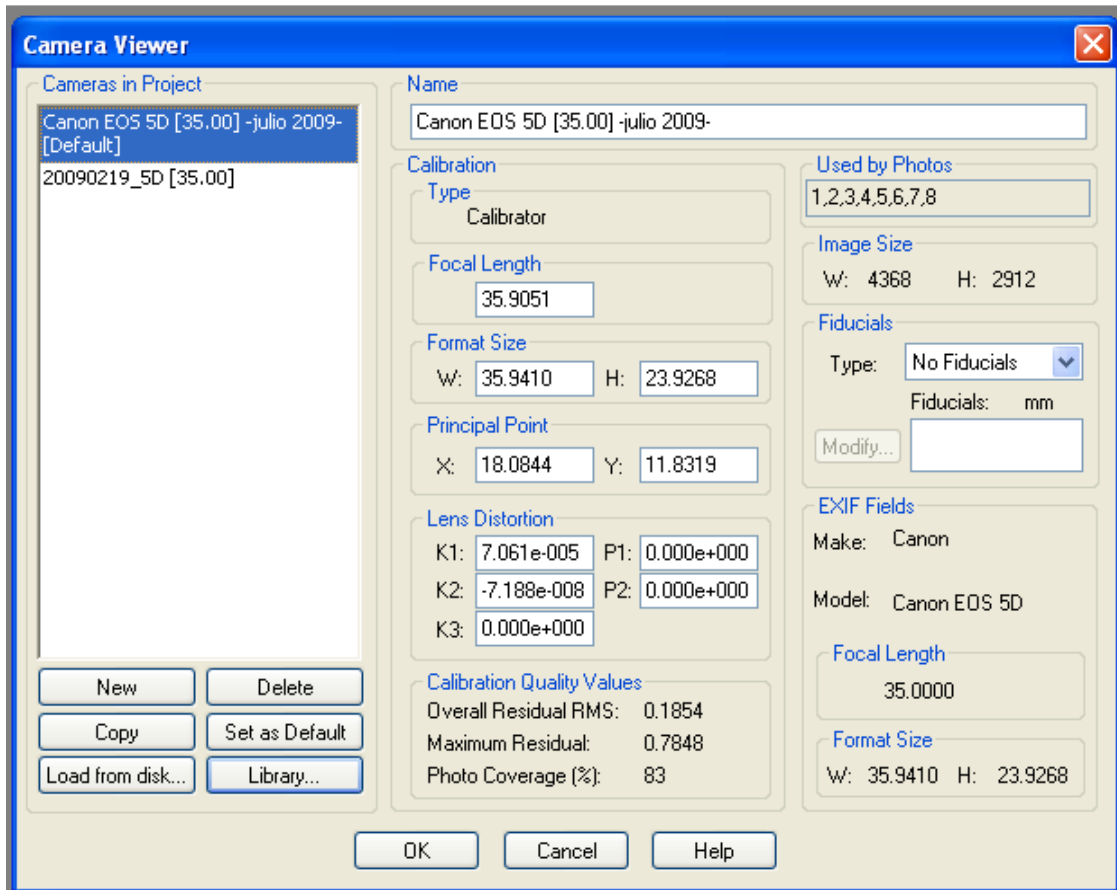 Camera Viewer
Cameras in Project
Canon EOS 5D [35.00] -julio 2009-
[Default]
20090219_5D [35.00]
New
Delete
Copy
Set as Default
Load from disk...
Library...
Name
Canon EOS 5D [35.00] -julio 2009-
Calibration
Type
Calibrator
Focal Length
35.9051
Format Size
W: 35.9410 H: 23.9268
Principal Point
X: 18.0844 Y: 11.8319
Lens Distortion
K1: 7.061e-005 P1: 0.000e+000
K2: -7.188e-008 P2: 0.000e+000
K3: 0.000e+000
Calibration Quality Values
Overall Residual RMS: 0.1854
Maximum Residual: 0.7848
Photo Coverage (%): 83
Used by Photos
1,2,3,4,5,6,7,8
Image Size
W: 4368 H: 2912
Fiducials
Type: No Fiducials
Fiducials: mm
Modify...
EXIF Fields
Make: Canon
Model: Canon EOS 5D
Focal Length
35.0000
Format Size
W: 35.9410 H: 23.9268
OK
Cancel
Help